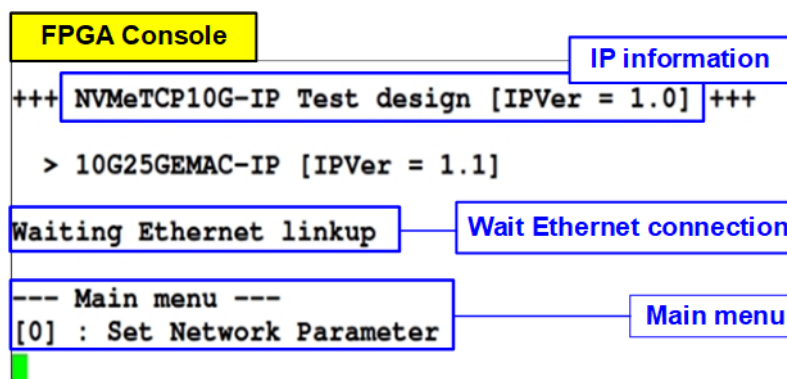 FPGA Console
IP information
+++ NVMeTCP10G-IP Test design [IPVer = 1.0] +++
> 10G25GEMAC-IP [IPVer = 1.1]
Waiting Ethernet linkup
Wait Ethernet connection
--- Main menu ---
Main menu
[0] : Set Network Parameter